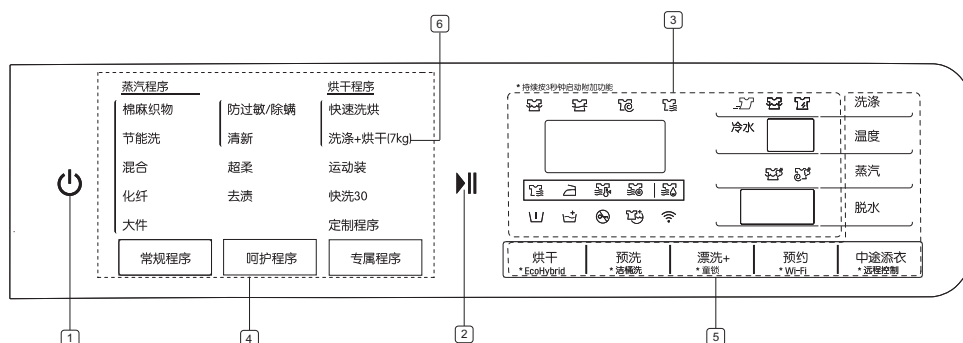 6
3
蒸汽程序 烘干程序
棉麻织物 防过敏/除螨 快速洗烘
节能洗 清新 洗涤+烘干(7kg)
混合 超柔 运动装
化纤 去渍 快洗30
大件 定制程序
常规程序 呵护程序 专属程序
*持续按3秒钟启动附加功能
洗涤
冷水 温度
蒸汽
脱水
烘干 预洗 漂洗+ 预约 中途添衣
*EcoHybrid *洁桶洗 *童锁 *Wi-Fi *远程控制
1
4
2
5